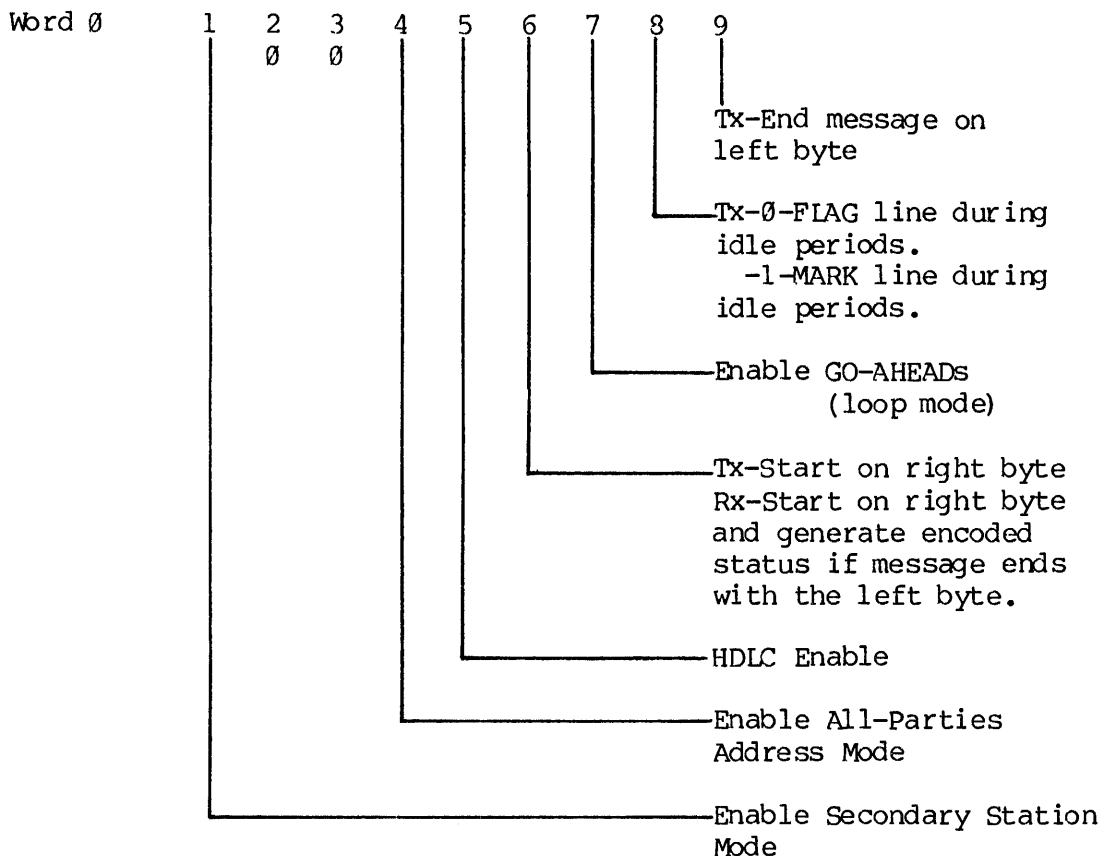 Word Ø 1 2 3 4 5 6 7 8 9
Ø Ø
Tx-End message on
left byte
Tx-Ø-FLAG line during
idle periods.
-1-MARK line during
idle periods.
Enable GO-AHEADs
(loop mode)
Tx-Start on right byte
Rx-Start on right byte
and generate encoded
status if message ends
with the left byte.
HDLC Enable
Enable All-Parties
Address Mode
Enable Secondary Station
Mode